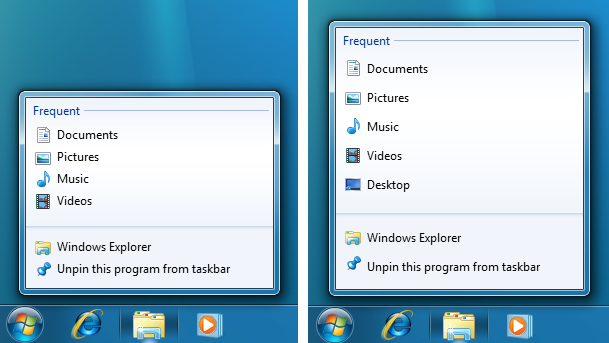 Frequent
Documents
Pictures
Music
Videos
Windows Explorer
Unpin this program from taskbar
Frequent
Documents
Pictures
Music
Videos
Desktop
Windows Explorer
Unpin this program from taskbar